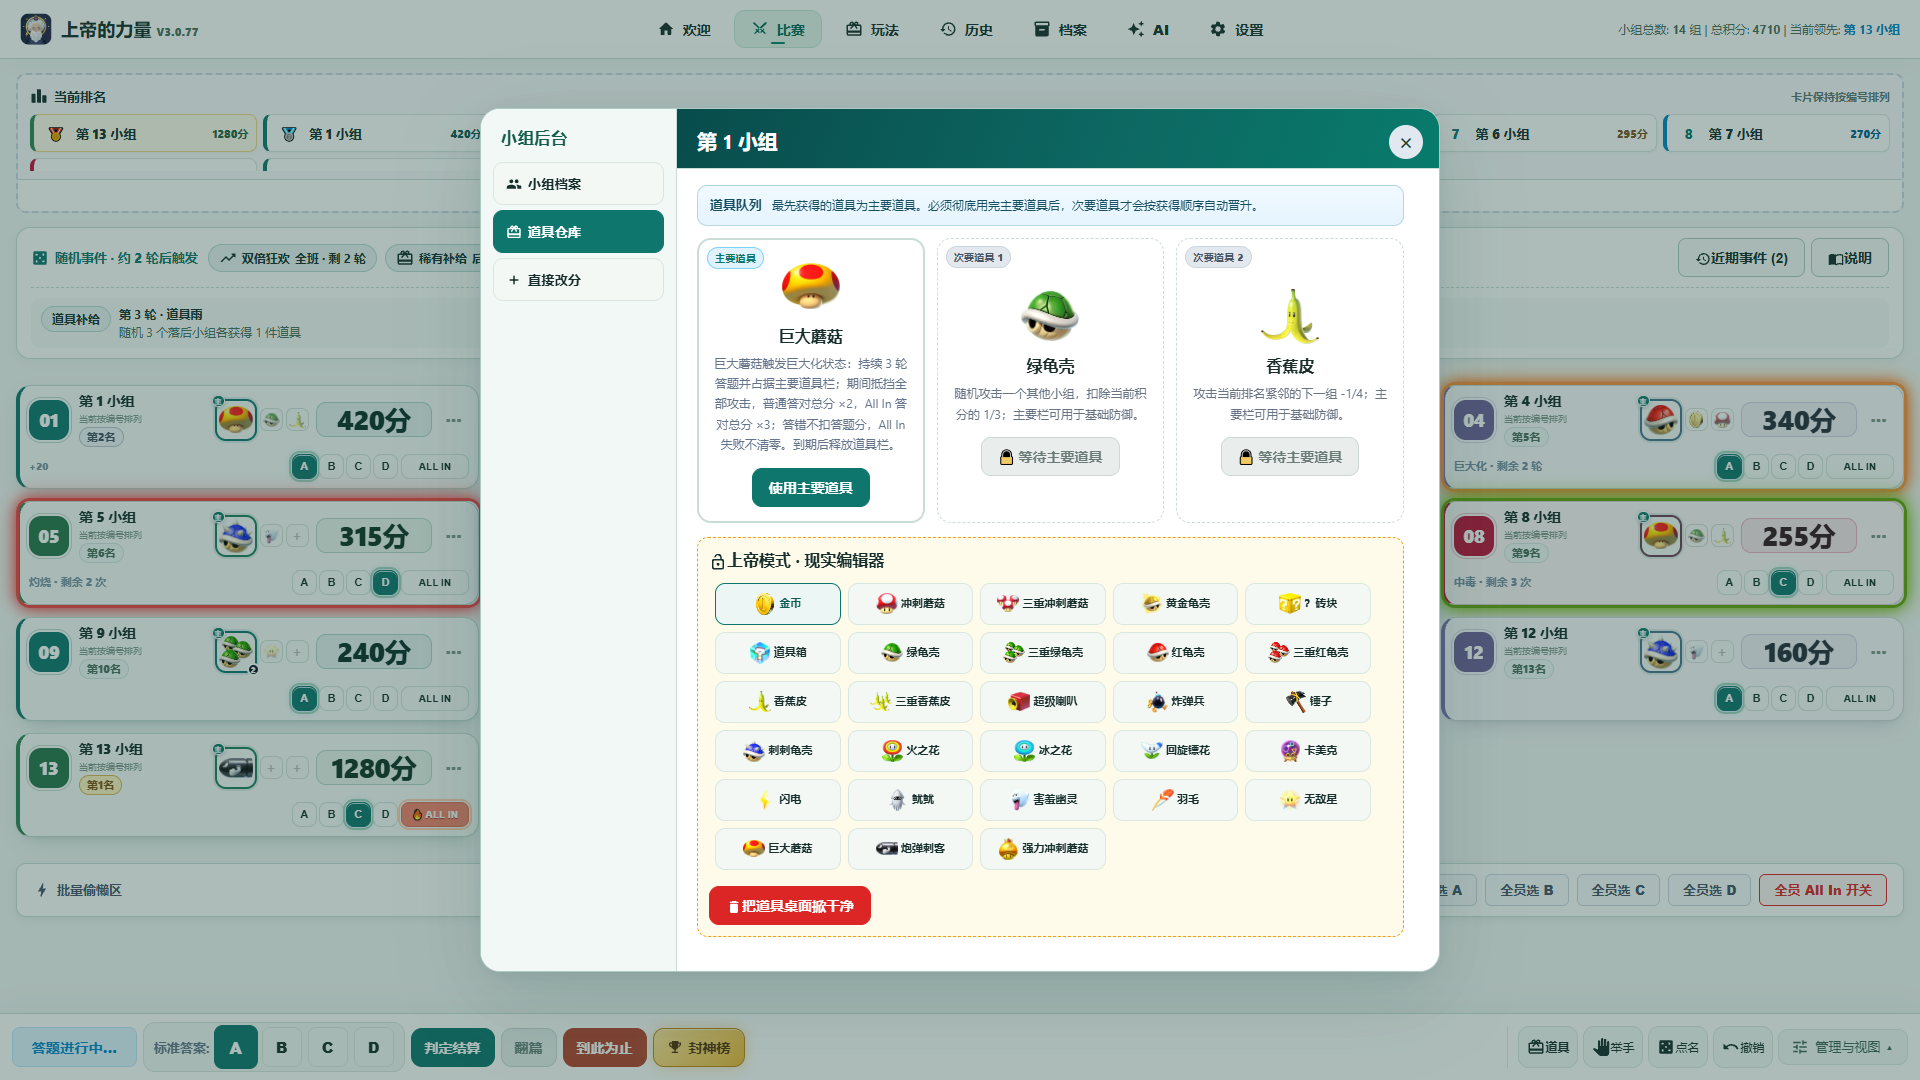 上帝的力量 V3.0.77
欢迎
比赛
玩法
历史
档案
AI
设置
小组总数: 14 组 | 总积分: 4710 | 当前领先: 第 13 小组
当前排名
卡片保持按编号排列
第 13 小组 1280分
第 1 小组 420分
7 第 6 小组 295分
8 第 7 小组 270分
随机事件 · 约 2 轮后触发
双倍狂欢 全班 · 剩 2 轮
稀有补给 后
近期事件 (2)
说明
道具补给
第 3 轮 · 道具雨
随机 3 个落后小组各获得 1 件道具
01
第 1 小组
当前按编号排列
第2名
420分
+20
A B C D ALL IN
05
第 5 小组
当前按编号排列
第6名
315分
灼烧 · 剩余 2 次
A B C D ALL IN
09
第 9 小组
当前按编号排列
第10名
2
240分
A B C D ALL IN
13
第 13 小组
当前按编号排列
第1名
1280分
A B C D ALL IN
04
第 4 小组
当前按编号排列
第5名
340分
巨大化 · 剩余 2 轮
A B C D ALL IN
08
第 8 小组
当前按编号排列
第9名
255分
中毒 · 剩余 3 次
A B C D ALL IN
12
第 12 小组
当前按编号排列
第13名
160分
A B C D ALL IN
小组后台
小组档案
道具仓库
直接改分
第 1 小组
道具队列 最先获得的道具为主要道具。必须彻底用完主要道具后，次要道具才会按获得顺序自动晋升。
主要道具
巨大蘑菇
巨大蘑菇触发巨大化状态：持续 3 轮
答题并占据主要道具栏；期间抵挡全
部攻击，普通答对总分 ×2，All In 答
对总分 ×3；答错不扣答题分，All In
失败不清零。到期后释放道具栏。
使用主要道具
次要道具 1
绿龟壳
随机攻击一个其他小组，扣除当前积
分的 1/3；主要栏可用于基础防御。
等待主要道具
次要道具 2
香蕉皮
攻击当前排名紧邻的下一组 -1/4；主
要栏可用于基础防御。
等待主要道具
上帝模式 · 现实编辑器
金币
冲刺蘑菇
三重冲刺蘑菇
黄金龟壳
? 砖块
道具箱
绿龟壳
三重绿龟壳
红龟壳
三重红龟壳
香蕉皮
三重香蕉皮
超级喇叭
炸弹兵
锤子
刺刺龟壳
火之花
冰之花
回旋镖花
卡美克
闪电
鱿鱿
害羞幽灵
羽毛
无敌星
巨大蘑菇
炮弹刺客
强力冲刺蘑菇
把道具桌面掀干净
批量偷懒区
选 A
全员选 B
全员选 C
全员选 D
全员 All In 开关
答题进行中...
标准答案:
A B C D
判定结算
翻篇
到此为止
封神榜
道具
举手
点名
撤销
管理与视图